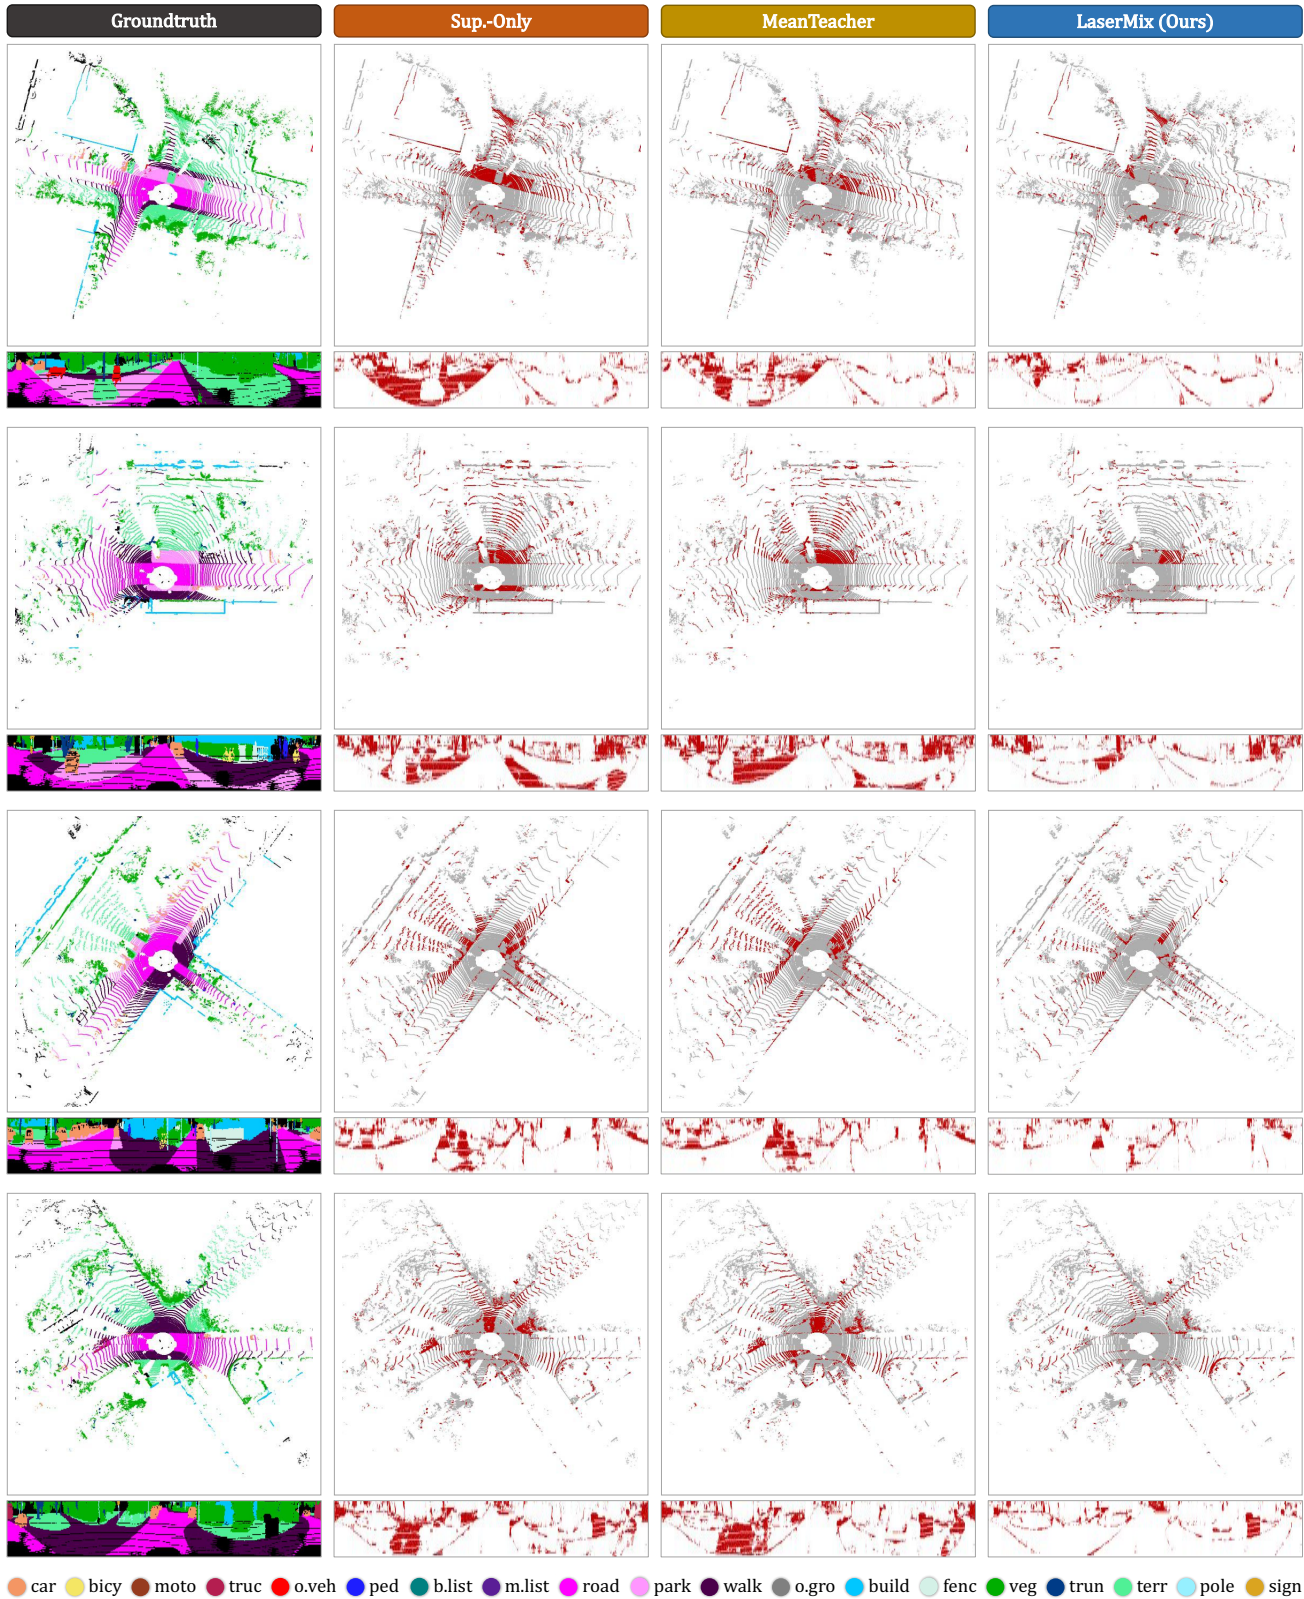 Groundtruth Sup.-Only MeanTeacher LaserMix (Ours)
car bicy moto truc o.veh ped b.list m.list road park walk o.gro build fenc veg trun terr pole sign